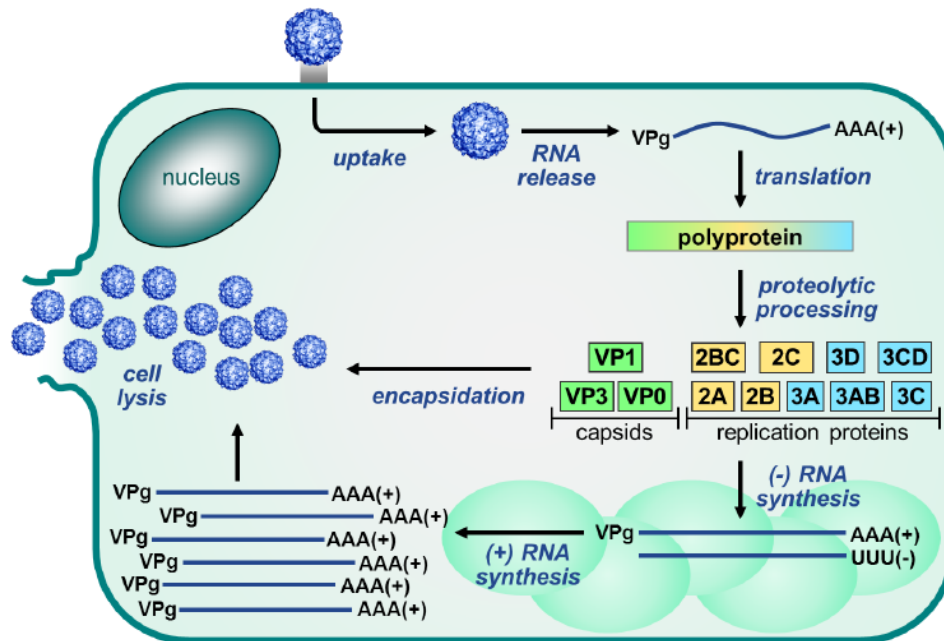 nucleus
uptake
RNA
release
VPg
AAA(+)
translation
polyprotein
proteolytic
processing
VP1
VP3 VP0
capsids
2BC 2C 3D 3CD
2A 2B 3A 3AB 3C
replication proteins
encapsidation
cell
lysis
(-) RNA
synthesis
VPg AAA(+)
UUU(-)
(+) RNA
synthesis
VPg AAA(+)
VPg AAA(+)
VPg AAA(+)
VPg AAA(+)
VPg AAA(+)
VPg AAA(+)